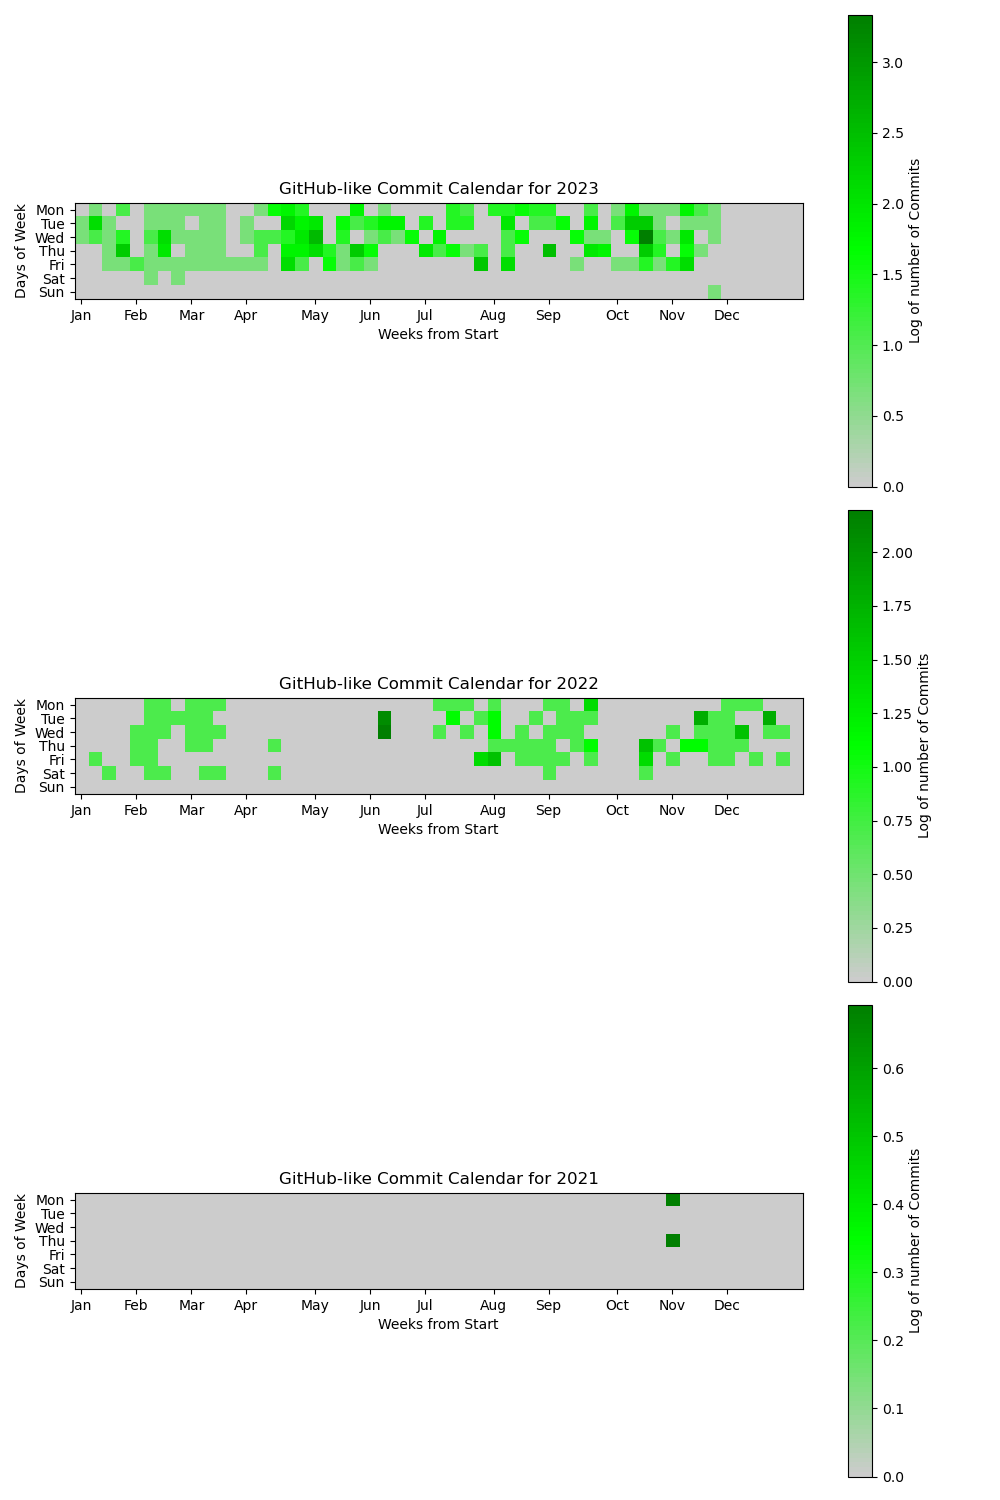 GitHub-like Commit Calendar for 2023
Days of Week
Mon
Tue
Wed
Thu
Fri
Sat
Sun
Jan Feb Mar Apr May Jun Jul Aug Sep Oct Nov Dec
Weeks from Start
3.0
2.5
2.0
1.5
1.0
0.5
0.0
Log of number of Commits
GitHub-like Commit Calendar for 2022
Days of Week
Mon
Tue
Wed
Thu
Fri
Sat
Sun
Jan Feb Mar Apr May Jun Jul Aug Sep Oct Nov Dec
Weeks from Start
2.00
1.75
1.50
1.25
1.00
0.75
0.50
0.25
0.00
Log of number of Commits
GitHub-like Commit Calendar for 2021
Days of Week
Mon
Tue
Wed
Thu
Fri
Sat
Sun
Jan Feb Mar Apr May Jun Jul Aug Sep Oct Nov Dec
Weeks from Start
0.6
0.5
0.4
0.3
0.2
0.1
0.0
Log of number of Commits